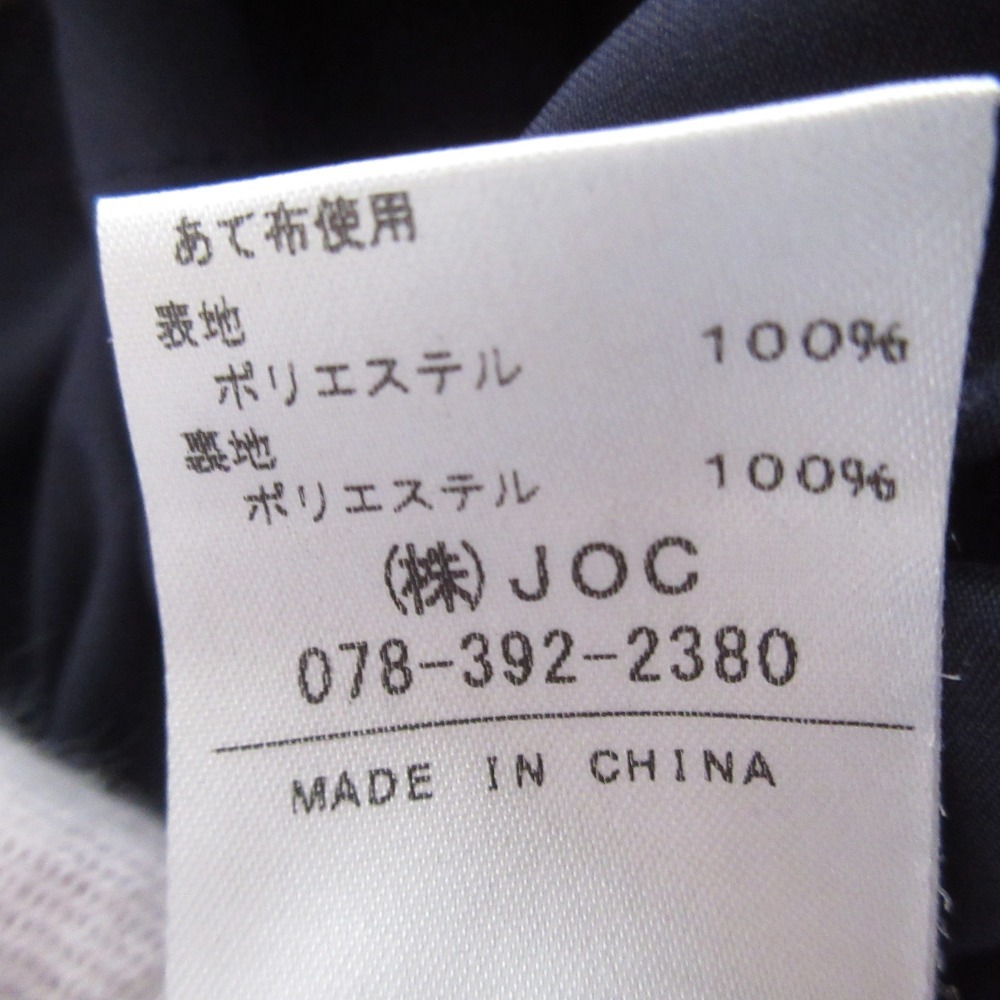 あて布使用
表地
ポリエステル 100%
裏地
ポリエステル 100%
(株)JOC
078-392-2380
MADE IN CHINA